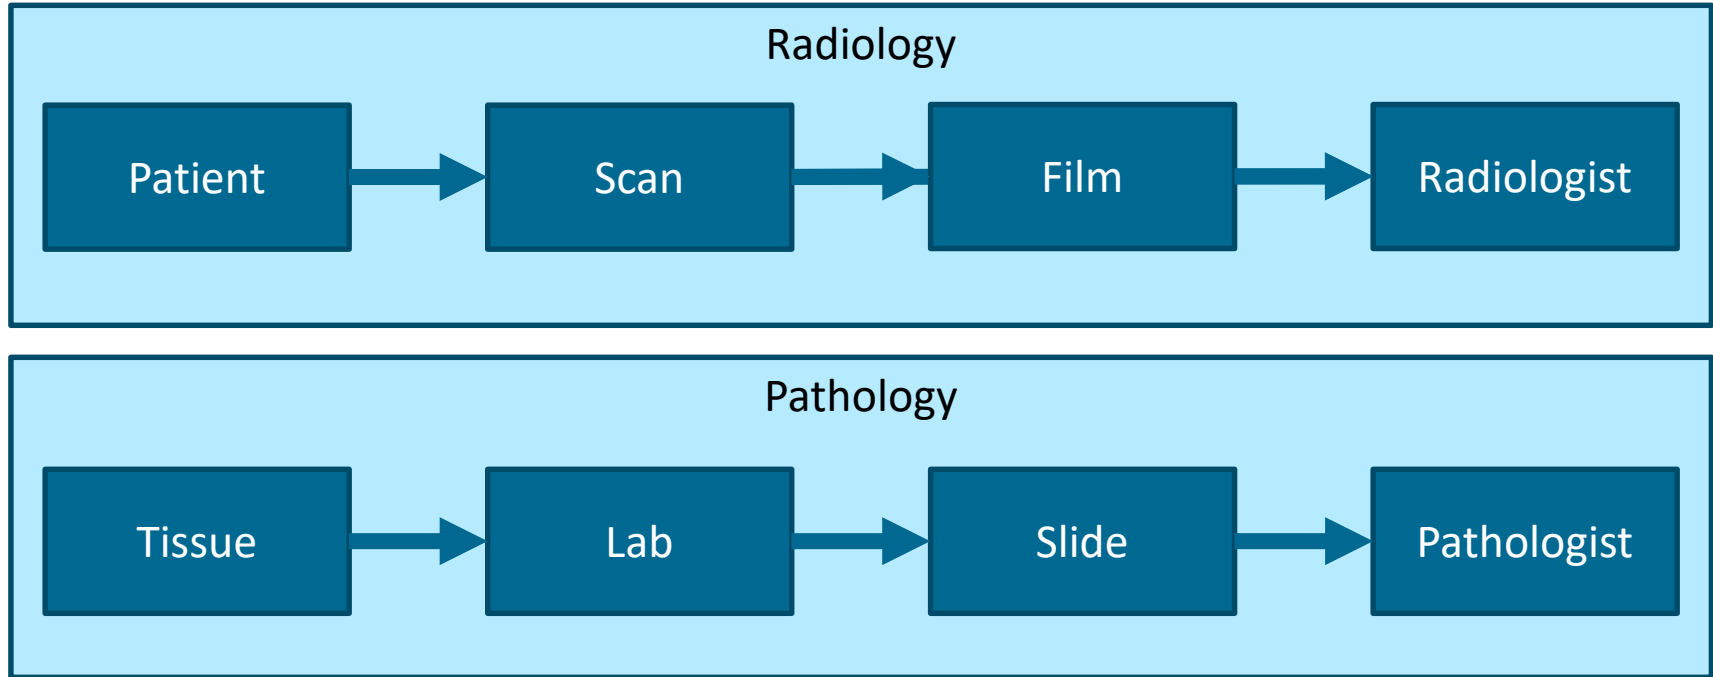 Radiology
Patient
Scan
Film
Radiologist
Pathology
Tissue
Lab
Slide
Pathologist